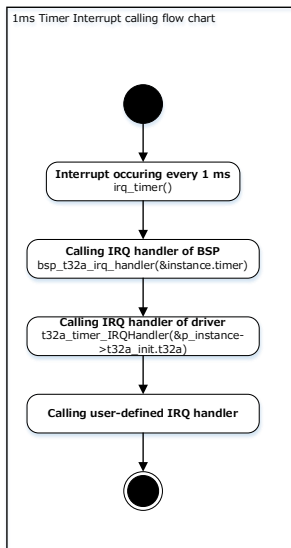 1ms Timer Interrupt calling flow chart
Interrupt occuring every 1 ms
irq_timer()
Calling IRQ handler of BSP
bsp_t32a_irq_handler(&instance.timer)
Calling IRQ handler of driver
t32a_timer_IRQHandler(&p_instance-
>t32a_init.t32a)
Calling user-defined IRQ handler